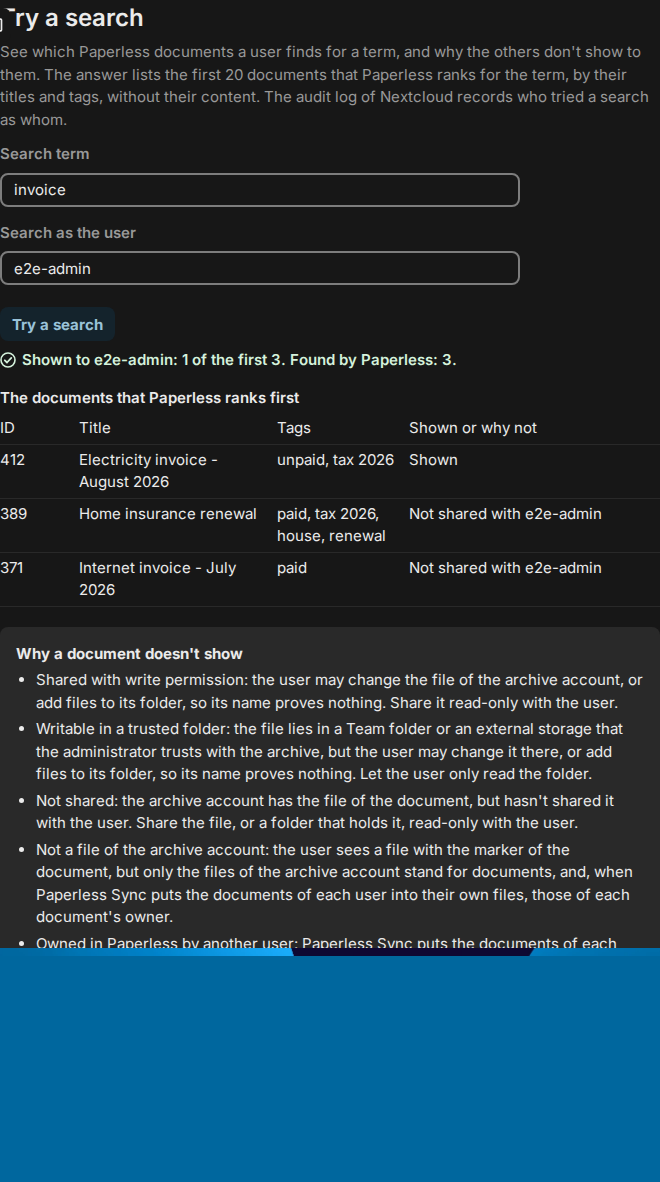 Try a search
See which Paperless documents a user finds for a term, and why the others don't show to
them. The answer lists the first 20 documents that Paperless ranks for the term, by their
titles and tags, without their content. The audit log of Nextcloud records who tried a search
as whom.
Search term
invoice
Search as the user
e2e-admin
Try a search
Shown to e2e-admin: 1 of the first 3. Found by Paperless: 3.
The documents that Paperless ranks first
ID Title Tags Shown or why not
412 Electricity invoice - August 2026 unpaid, tax 2026 Shown
389 Home insurance renewal paid, tax 2026, house, renewal Not shared with e2e-admin
371 Internet invoice - July 2026 paid Not shared with e2e-admin
Why a document doesn't show
• Shared with write permission: the user may change the file of the archive account, or
add files to its folder, so its name proves nothing. Share it read-only with the user.
• Writable in a trusted folder: the file lies in a Team folder or an external storage that
the administrator trusts with the archive, but the user may change it there, or add
files to its folder, so its name proves nothing. Let the user only read the folder.
• Not shared: the archive account has the file of the document, but hasn't shared it
with the user. Share the file, or a folder that holds it, read-only with the user.
• Not a file of the archive account: the user sees a file with the marker of the
document, but only the files of the archive account stand for documents, and, when
Paperless Sync puts the documents of each user into their own files, those of each
document's owner.
• Owned in Paperless by another user: Paperless Sync puts the documents of each